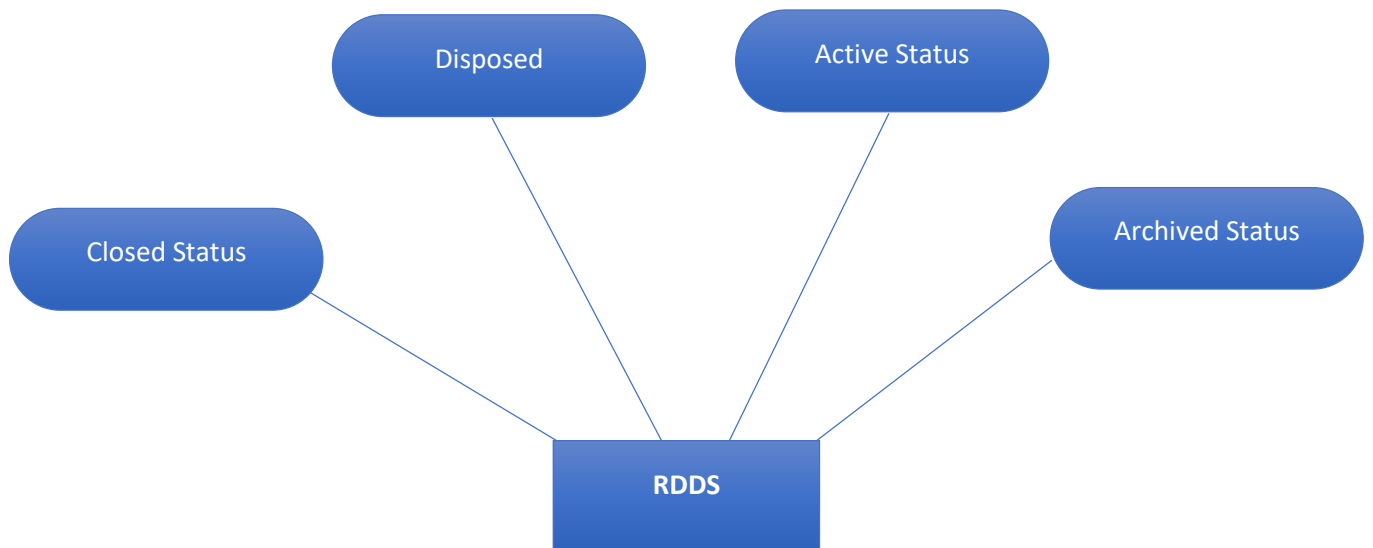 Disposed
Active Status
Closed Status
Archived Status
RDDS